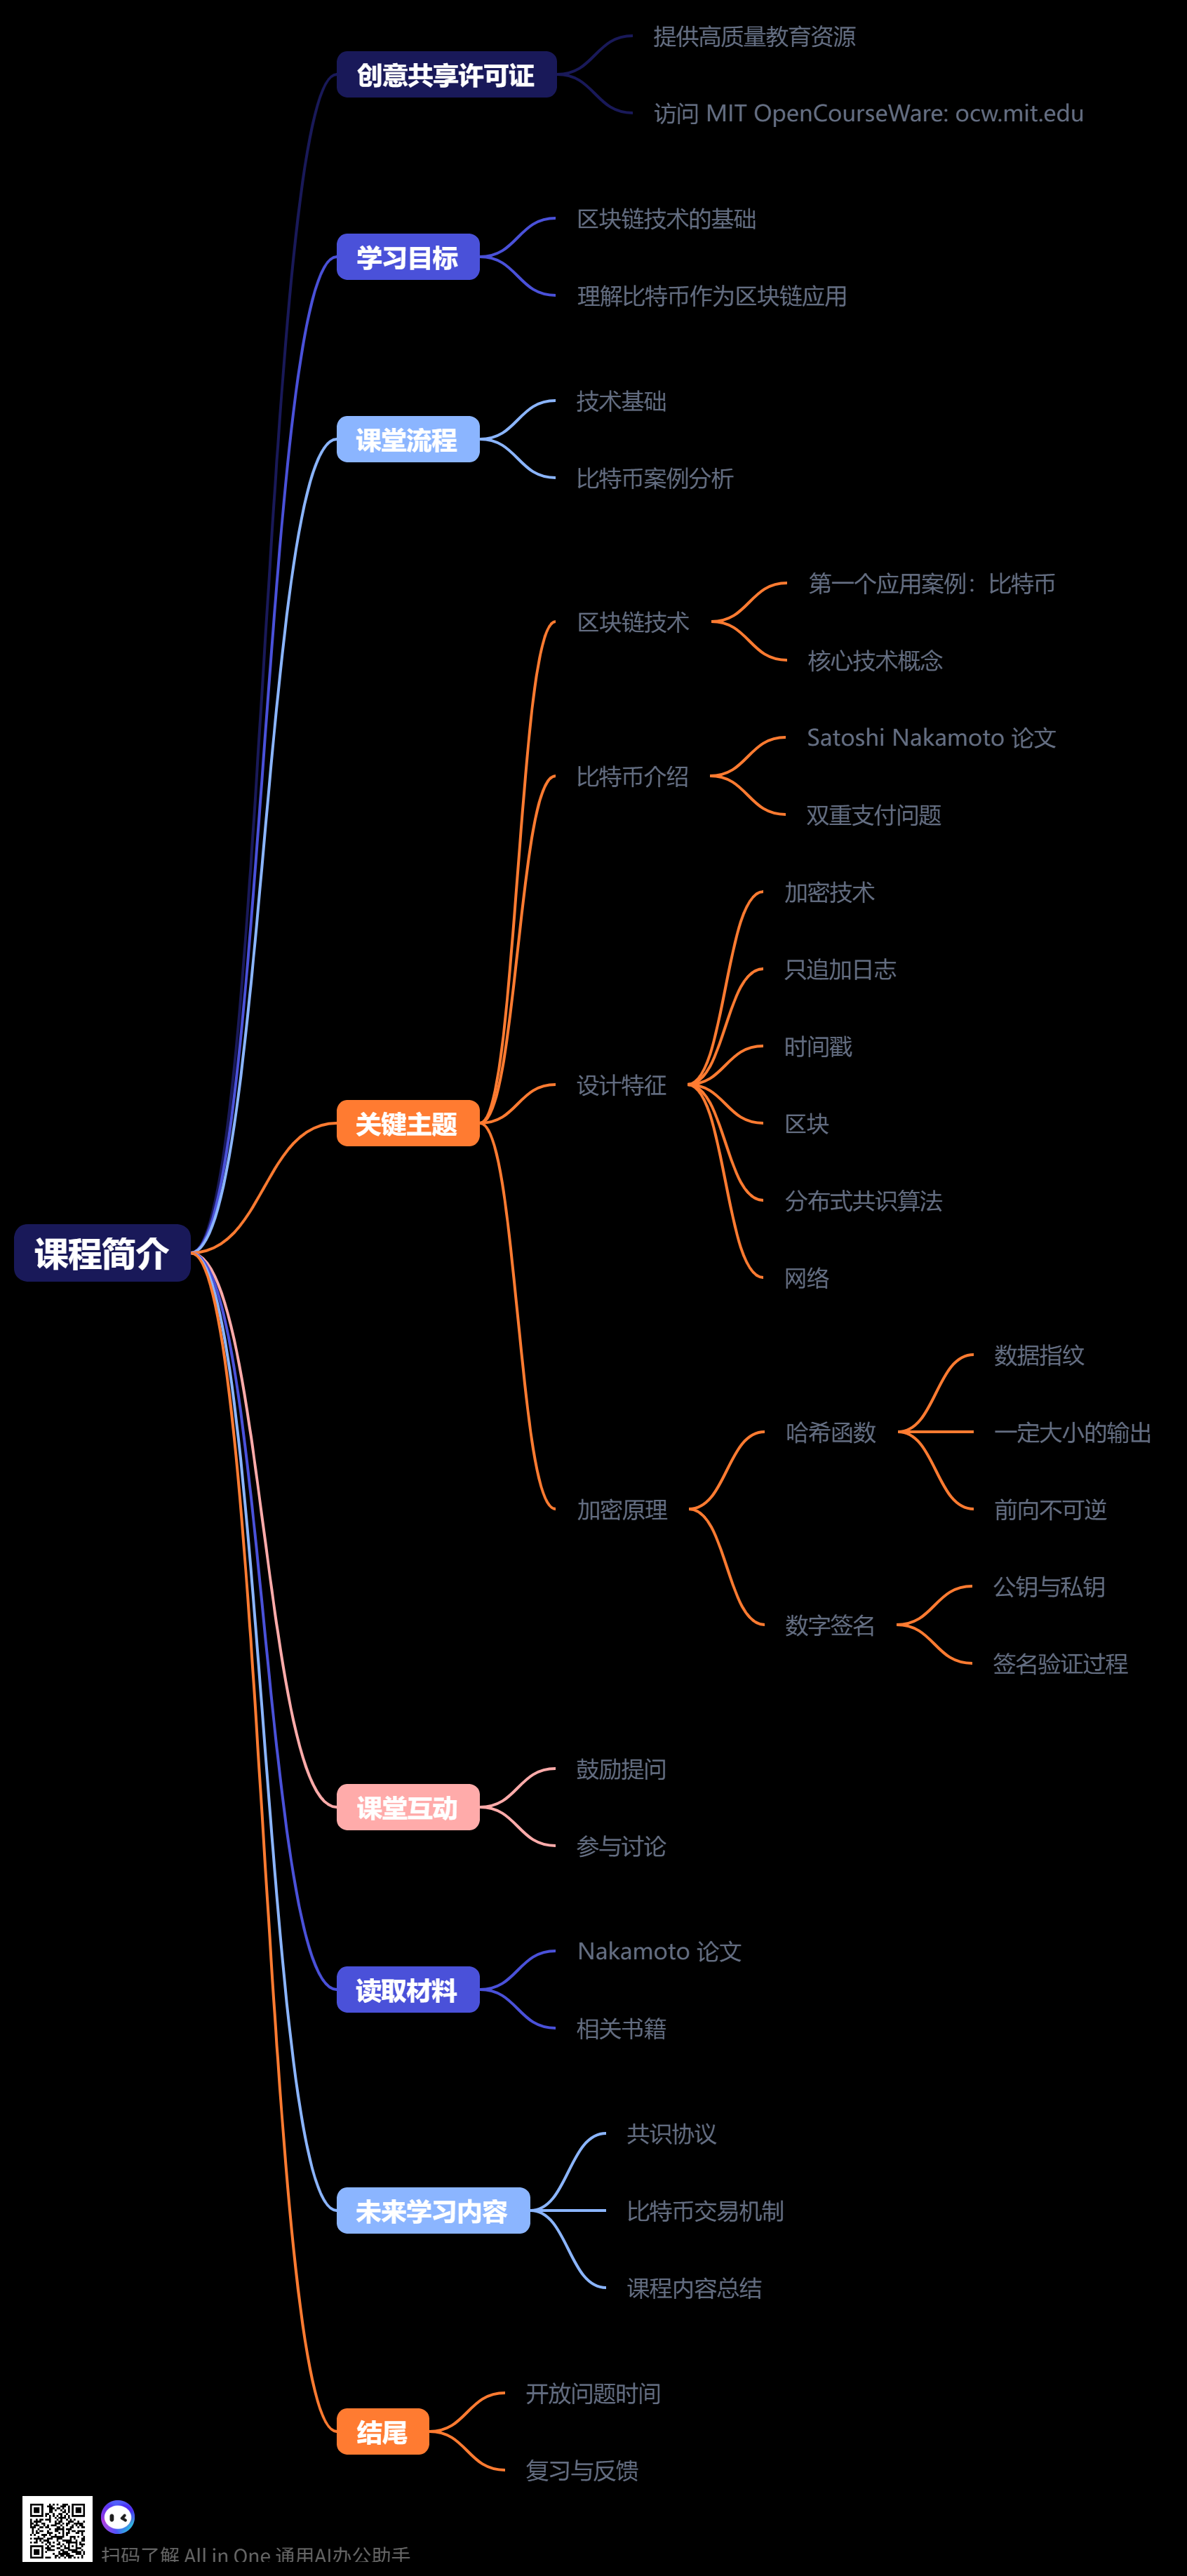 课程简介
创意共享许可证
提供高质量教育资源
访问 MIT OpenCourseWare: ocw.mit.edu
学习目标
区块链技术的基础
理解比特币作为区块链应用
课堂流程
技术基础
比特币案例分析
关键主题
区块链技术
第一个应用案例：比特币
核心技术概念
比特币介绍
Satoshi Nakamoto 论文
双重支付问题
设计特征
加密技术
只追加日志
时间戳
区块
分布式共识算法
网络
加密原理
哈希函数
数据指纹
一定大小的输出
前向不可逆
数字签名
公钥与私钥
签名验证过程
课堂互动
鼓励提问
参与讨论
读取材料
Nakamoto 论文
相关书籍
未来学习内容
共识协议
比特币交易机制
课程内容总结
结尾
开放问题时间
复习与反馈
扫码了解 All in One 通用AI办公助手